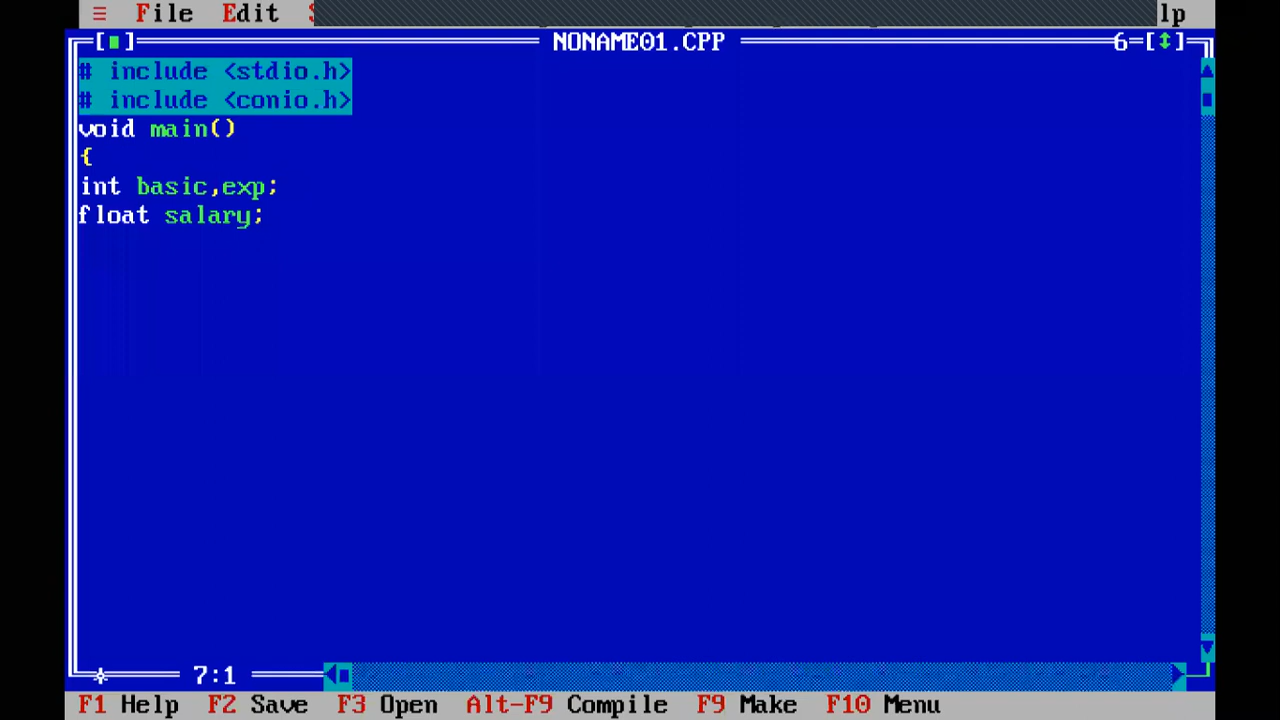 ≡ File Edit lp
[■] NONAME01.CPP 6=[↕]
# include <stdio.h>
# include <conio.h>
void main()
{
int basic,exp;
float salary;
7:1
F1 Help F2 Save F3 Open Alt-F9 Compile F9 Make F10 Menu